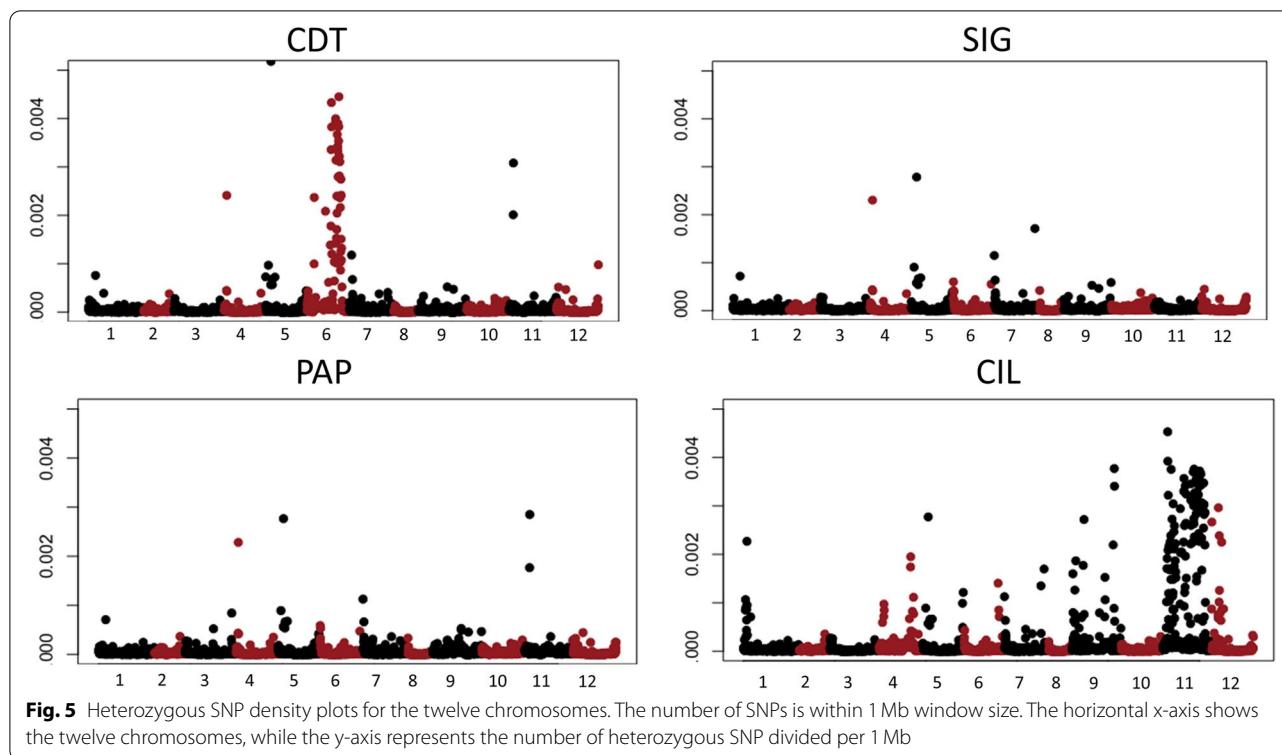 CDT
0.004
0.002
000
1 2 3 4 5 6 7 8 9 10 11 12
SIG
0.004
0.002
0.000
1 2 3 4 5 6 7 8 9 10 11 12
PAP
0.004
0.002
.000
1 2 3 4 5 6 7 8 9 10 11 12
CIL
0.004
0.002
.000
1 2 3 4 5 6 7 8 9 10 11 12
Fig. 5 Heterozygous SNP density plots for the twelve chromosomes. The number of SNPs is within 1 Mb window size. The horizontal x-axis shows
the twelve chromosomes, while the y-axis represents the number of heterozygous SNP divided per 1 Mb